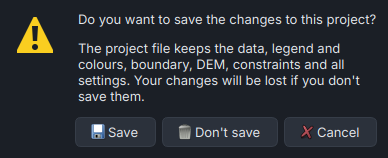 Do you want to save the changes to this project?
The project file keeps the data, legend and
colours, boundary, DEM, constraints and all
settings. Your changes will be lost if you don't
save them.
Save Don't save Cancel